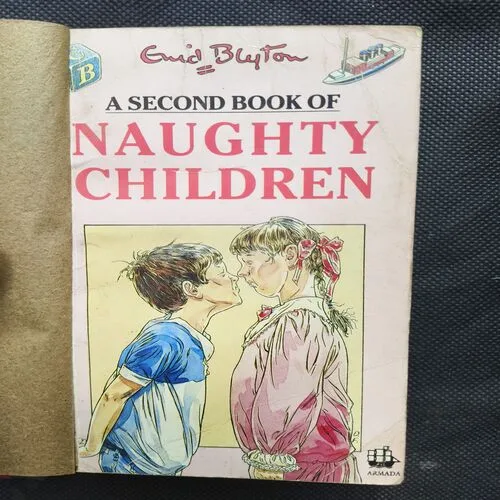 Enid Blyton
B
A SECOND BOOK OF
NAUGHTY
CHILDREN
ARMADA